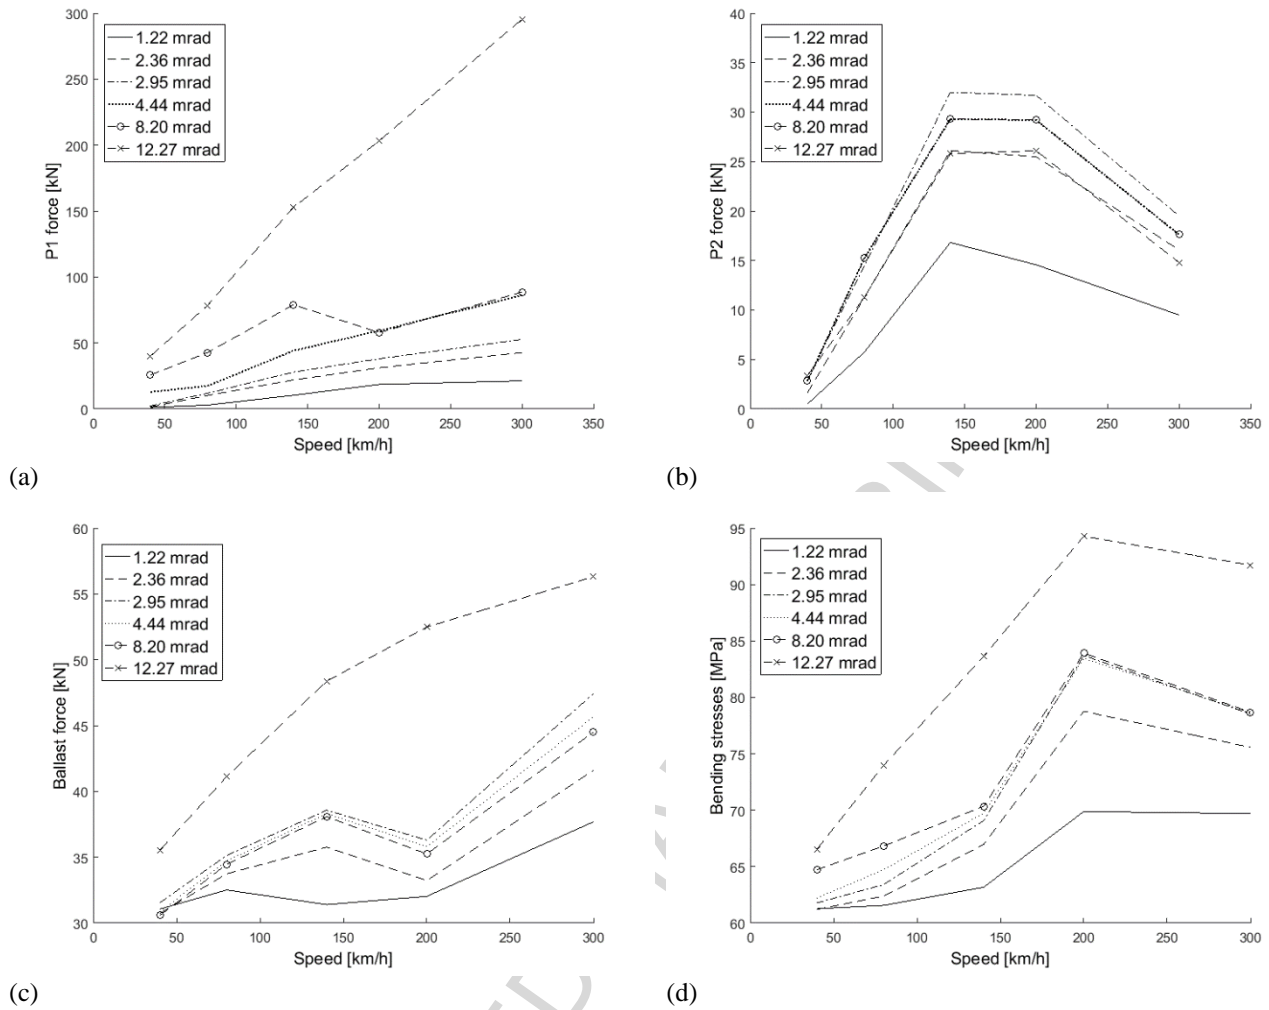 300
250
200
150
100
50
0
P1 force [kN]
1.22 mrad
2.36 mrad
2.95 mrad
4.44 mrad
8.20 mrad
12.27 mrad
0 50 100 150 200 250 300 350
Speed [km/h]
(a)
40
35
30
25
20
15
10
5
0
P2 force [kN]
1.22 mrad
2.36 mrad
2.95 mrad
4.44 mrad
8.20 mrad
12.27 mrad
0 50 100 150 200 250 300 350
Speed [km/h]
(b)
60
55
50
45
40
35
30
Ballast force [kN]
1.22 mrad
2.36 mrad
2.95 mrad
4.44 mrad
8.20 mrad
12.27 mrad
0 50 100 150 200 250 300
Speed [km/h]
(c)
95
90
85
80
75
70
65
60
Bending stresses [MPa]
1.22 mrad
2.36 mrad
2.95 mrad
4.44 mrad
8.20 mrad
12.27 mrad
0 50 100 150 200 250 300
Speed [km/h]
(d)